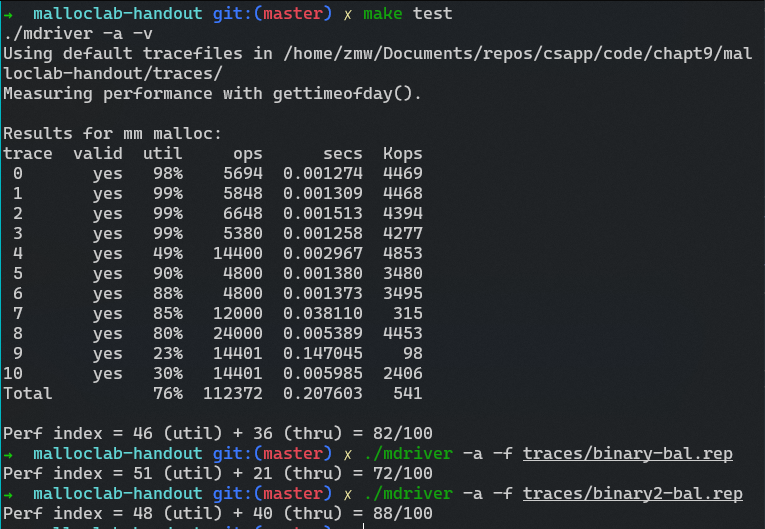 → malloclab-handout git:(master) ✗ make test
./mdriver -a -v
Using default tracefiles in /home/zmw/Documents/repos/csapp/code/chapt9/mal
loclab-handout/traces/
Measuring performance with gettimeofday().
Results for mm malloc:
trace valid util ops secs Kops
0 yes 98% 5694 0.001274 4469
1 yes 99% 5848 0.001309 4468
2 yes 99% 6648 0.001513 4394
3 yes 99% 5380 0.001258 4277
4 yes 49% 14400 0.002967 4853
5 yes 90% 4800 0.001380 3480
6 yes 88% 4800 0.001373 3495
7 yes 85% 12000 0.038110 315
8 yes 80% 24000 0.005389 4453
9 yes 23% 14401 0.147045 98
10 yes 30% 14401 0.005985 2406
Total 76% 112372 0.207603 541
Perf index = 46 (util) + 36 (thru) = 82/100
→ malloclab-handout git:(master) ✗ ./mdriver -a -f traces/binary-bal.rep
Perf index = 51 (util) + 21 (thru) = 72/100
→ malloclab-handout git:(master) ✗ ./mdriver -a -f traces/binary2-bal.rep
Perf index = 48 (util) + 40 (thru) = 88/100